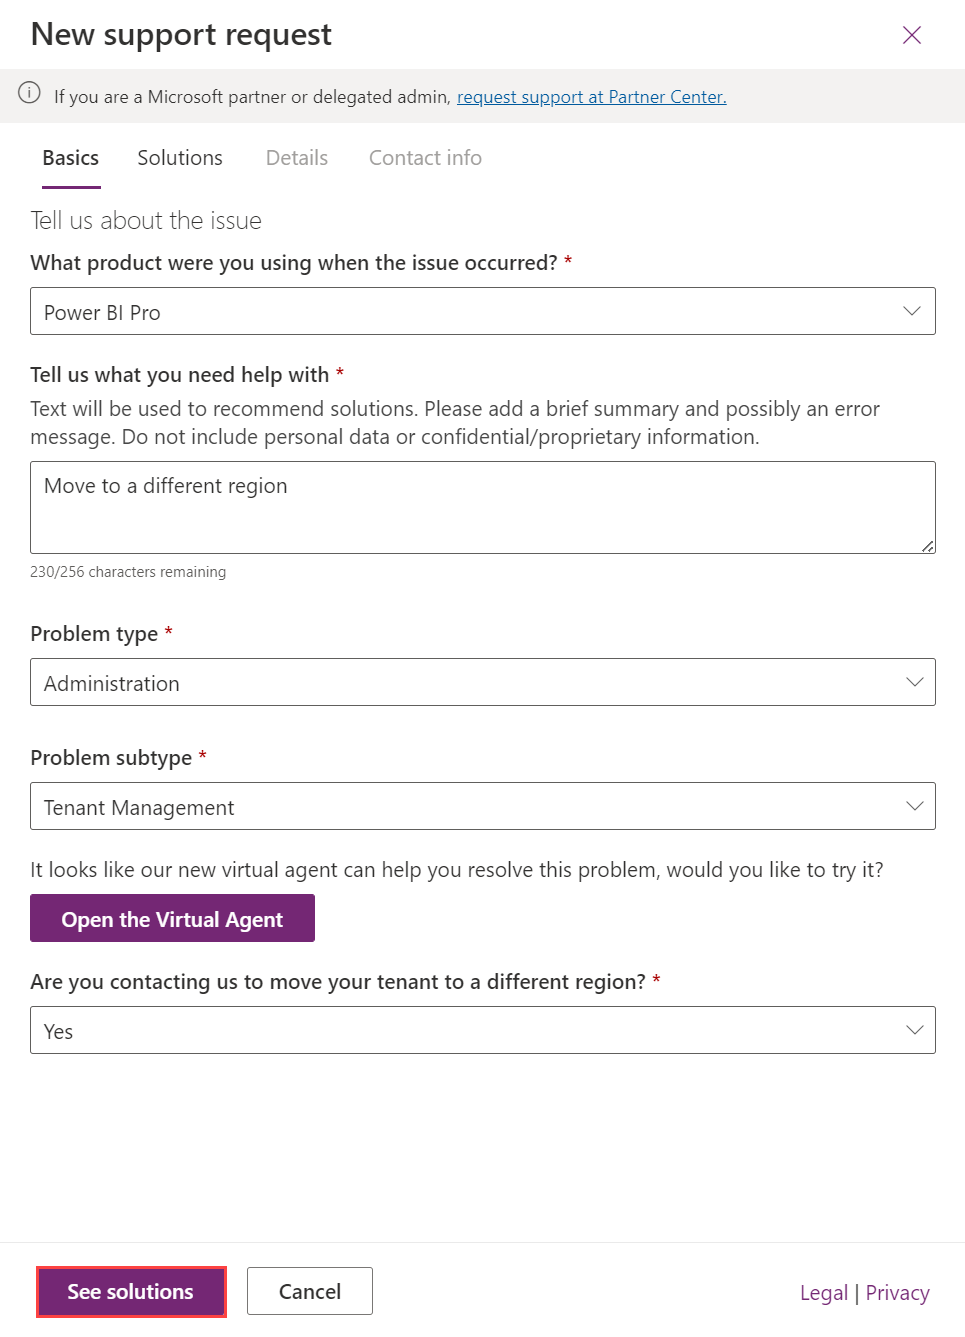 New support request
If you are a Microsoft partner or delegated admin, request support at Partner Center.
Basics Solutions Details Contact info
Tell us about the issue
What product were you using when the issue occurred? *
Power BI Pro
Tell us what you need help with *
Text will be used to recommend solutions. Please add a brief summary and possibly an error
message. Do not include personal data or confidential/proprietary information.
Move to a different region
230/256 characters remaining
Problem type *
Administration
Problem subtype *
Tenant Management
It looks like our new virtual agent can help you resolve this problem, would you like to try it?
Open the Virtual Agent
Are you contacting us to move your tenant to a different region? *
Yes
See solutions Cancel Legal | Privacy